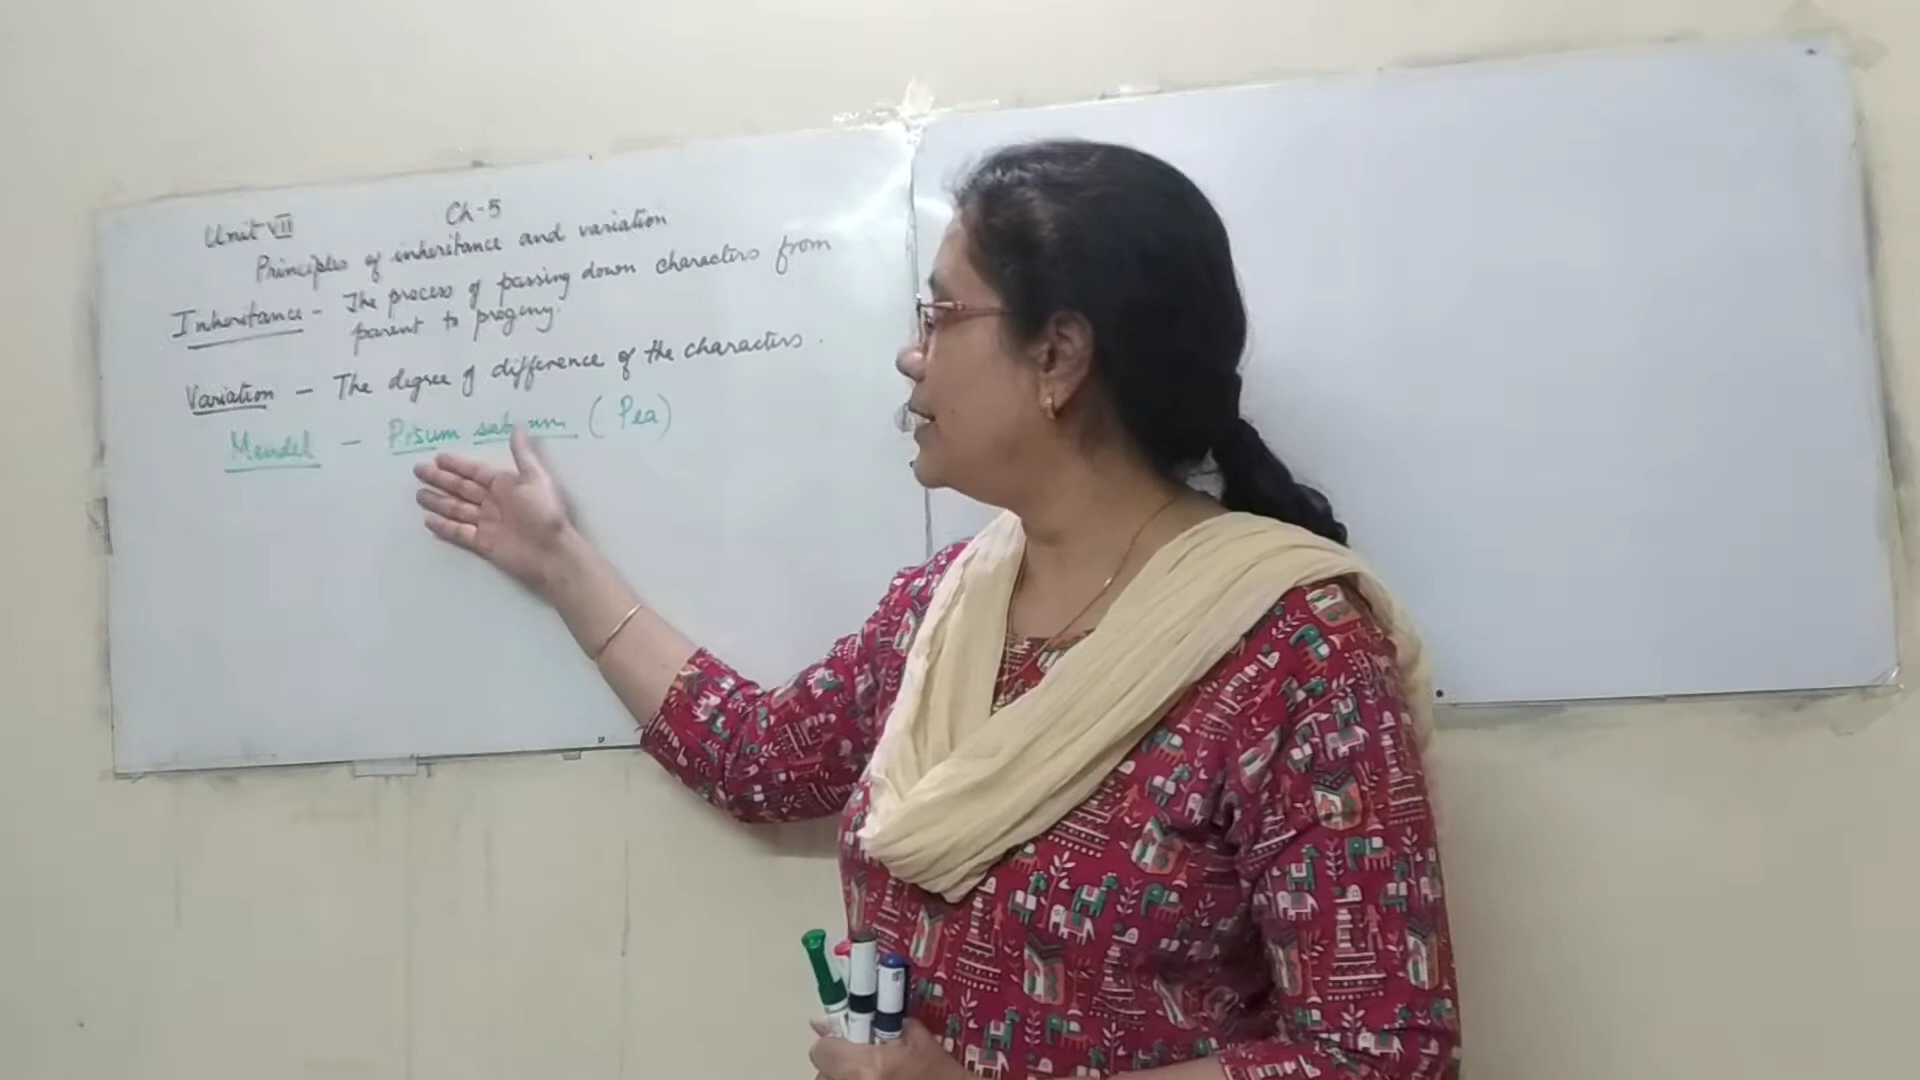 Unit VII Ch-5
Principles of inheritance and variation
Inheritance - The process of passing down characters from
parent to progeny.
Variation - The degree of difference of the characters.
Mendel - Pisum (Pea)